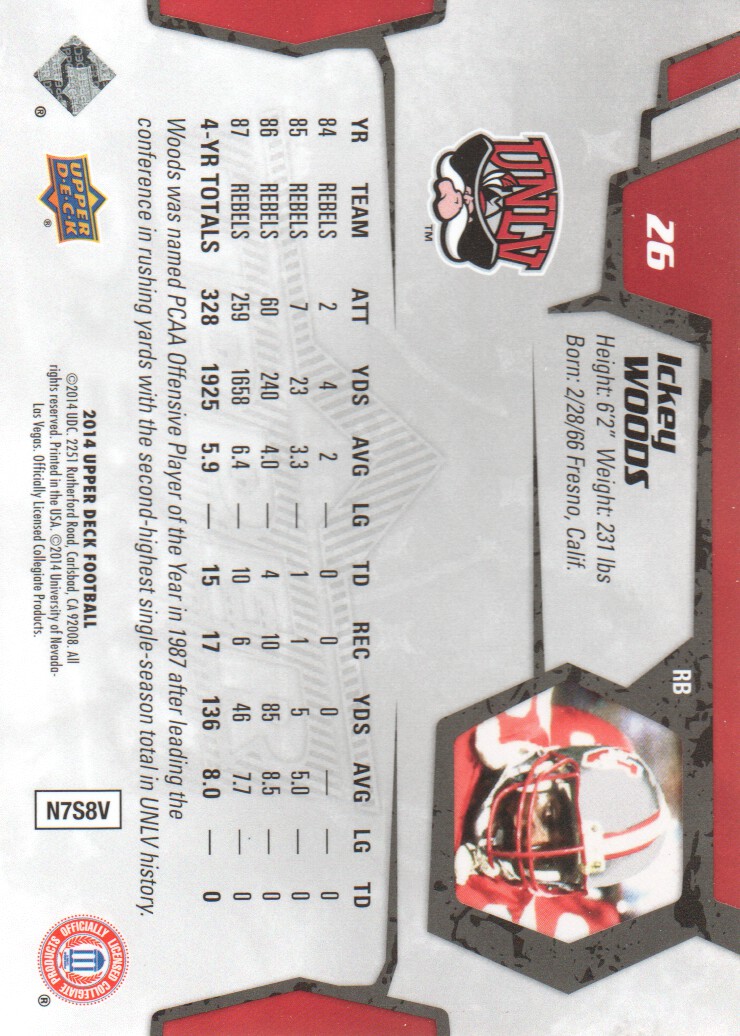 26
Ickey
WOODS
RB
Height: 6'2" Weight: 231 lbs
Born: 2/28/66 Fresno, Calif.
UNLV
TM
YR TEAM ATT YDS AVG LG TD REC YDS AVG LG TD
84 REBELS 2 4 2 — 0 0 0 — — 0
85 REBELS 7 23 3.3 — 1 1 5 5.0 — 0
86 REBELS 60 240 4.0 — 4 10 85 8.5 — 0
87 REBELS 259 1658 6.4 — 10 6 46 7.7 — 0
4-YR TOTALS 328 1925 5.9 — 15 17 136 8.0 — 0
Woods was named PCAA Offensive Player of the Year in 1987 after leading the
conference in rushing yards with the second-highest single-season total in UNLV history.
®
UPPER
D·E·C·K
®
2014 UPPER DECK FOOTBALL
©2014 UDC. 2251 Rutherford Road, Carlsbad, CA 92008. All
rights reserved. Printed in the USA. ©2014 University of Nevada-
Las Vegas. Officially Licensed Collegiate Products.
N7S8V
OFFICIALLY LICENSED
COLLEGIATE PRODUCTS
®